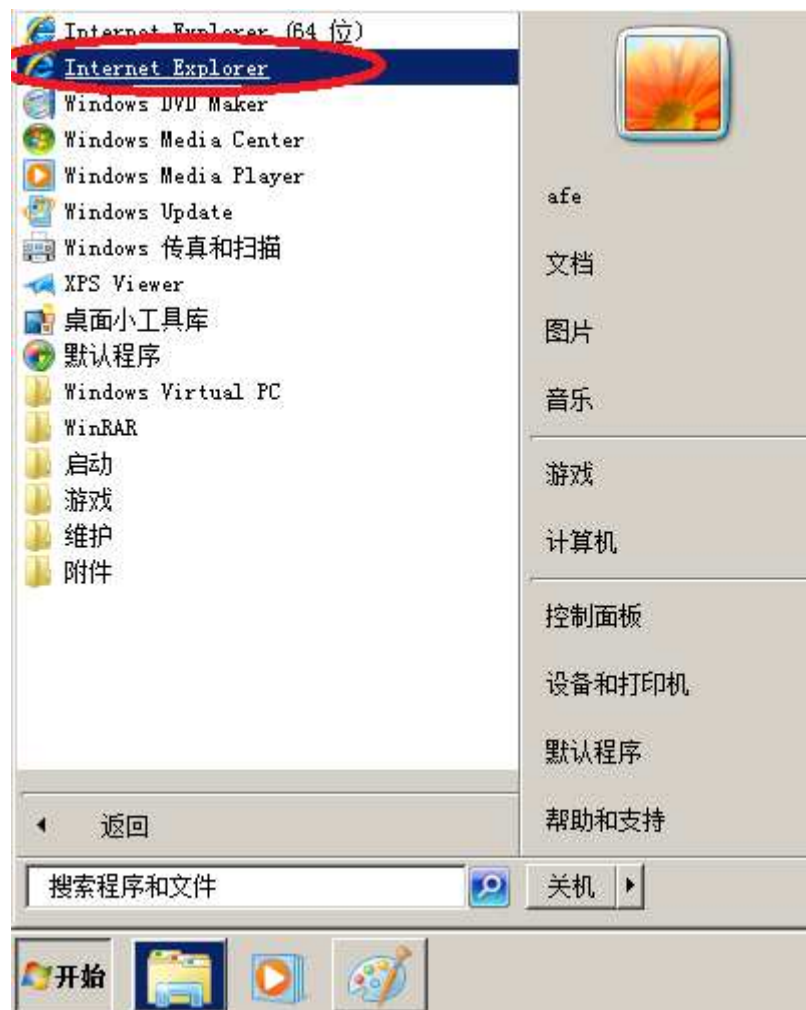 Internet Explorer (64 位)
Internet Explorer
Windows DVD Maker
Windows Media Center
Windows Media Player
Windows Update
Windows 传真和扫描
XPS Viewer
桌面小工具库
默认程序
Windows Virtual PC
WinRAR
启动
游戏
维护
附件
返回
搜索程序和文件
afe
文档
图片
音乐
游戏
计算机
控制面板
设备和打印机
默认程序
帮助和支持
关机
开始